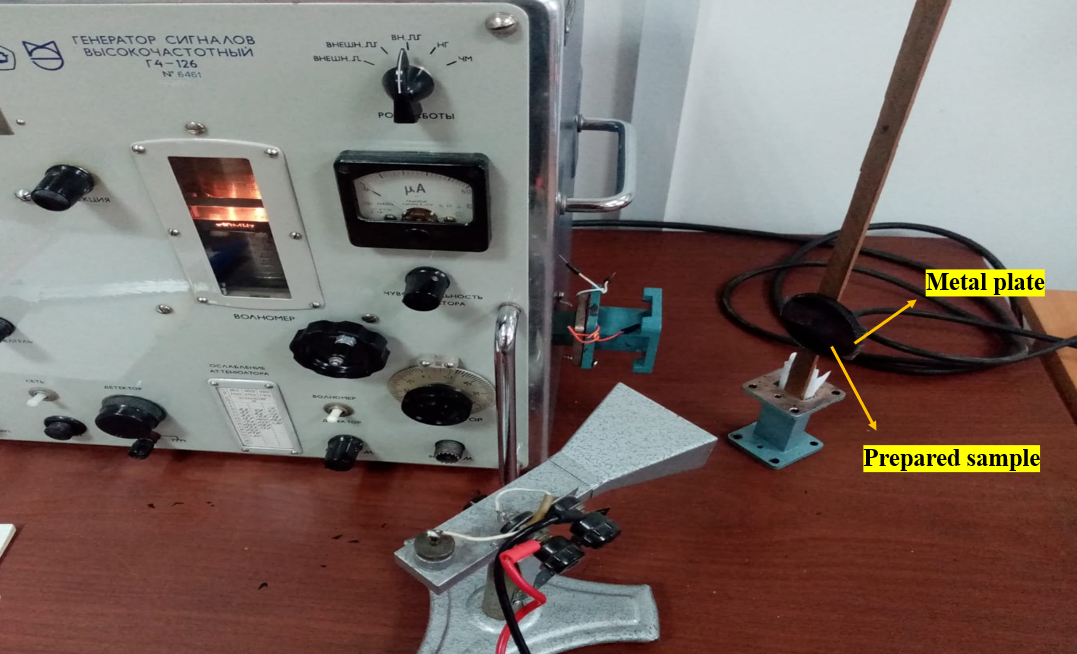 ГЕНЕРАТОР СИГНАЛОВ
ВЫСОКОЧАСТОТНЫЙ
Г4-126
№ 6461
ВНЕШН.
ВНЕШН.
ВН.
НГ
ЧМ
μA
ВОЛНОМЕР
ОСЛАБЛЕНИЕ
АТТЕНЮАТОРА
СЕТЬ
ДЕТЕКТОР
ВОЛНОМЕР
Metal plate
Prepared sample